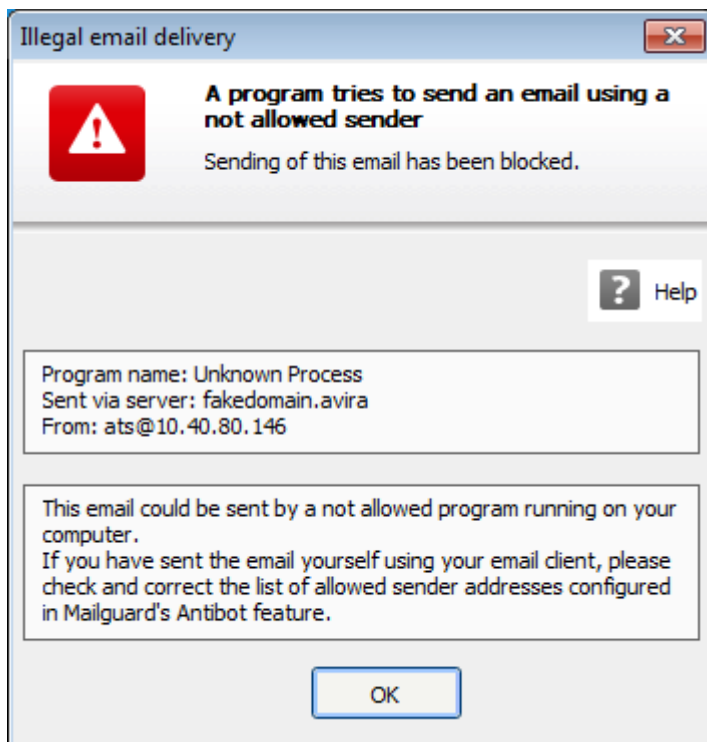 Illegal email delivery
A program tries to send an email using a
not allowed sender
Sending of this email has been blocked.
? Help
Program name: Unknown Process
Sent via server: fakedomain.avira
From: ats@10.40.80.146
This email could be sent by a not allowed program running on your
computer.
If you have sent the email yourself using your email client, please
check and correct the list of allowed sender addresses configured
in Mailguard's Antibot feature.
OK